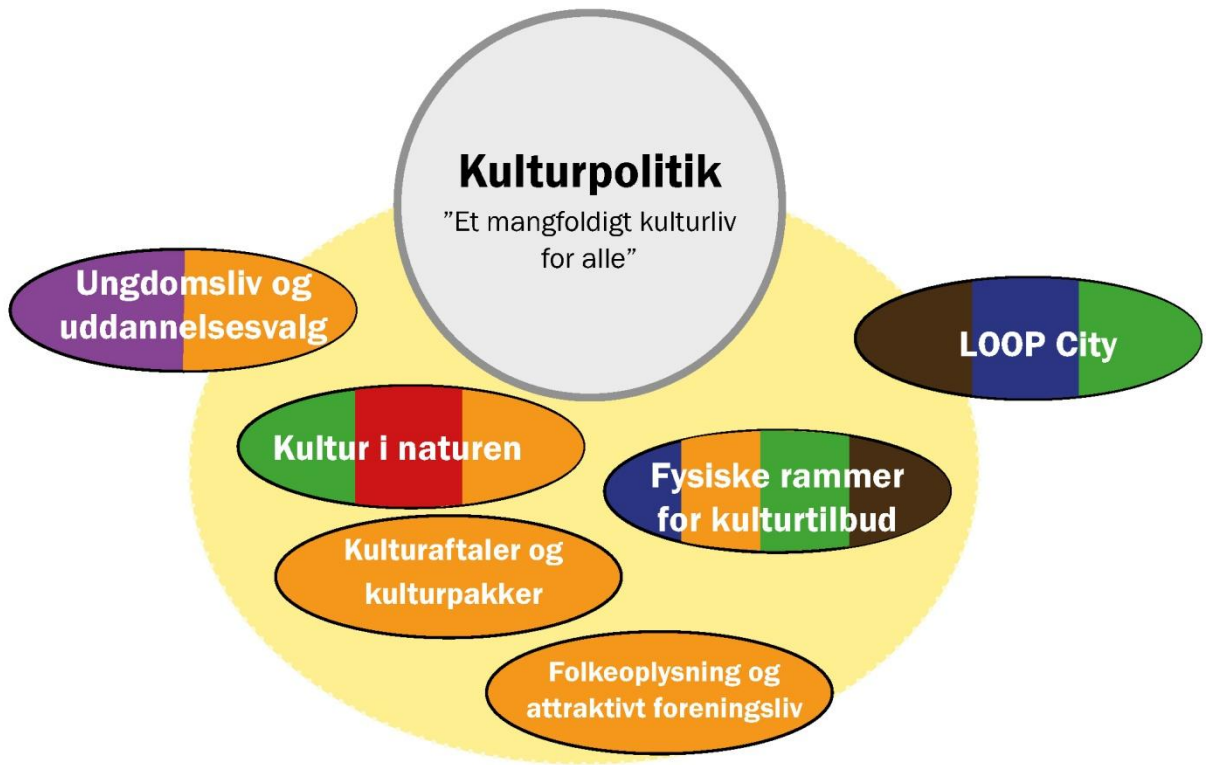 Kulturpolitik
”Et mangfoldigt kulturliv
for alle”
Ungdomsliv og
uddannelsesvalg
LOOP City
Kultur i naturen
Fysiske rammer
for kulturtilbud
Kulturaftaler og
kulturpakker
Folkeoplysning og
attraktivt foreningsliv